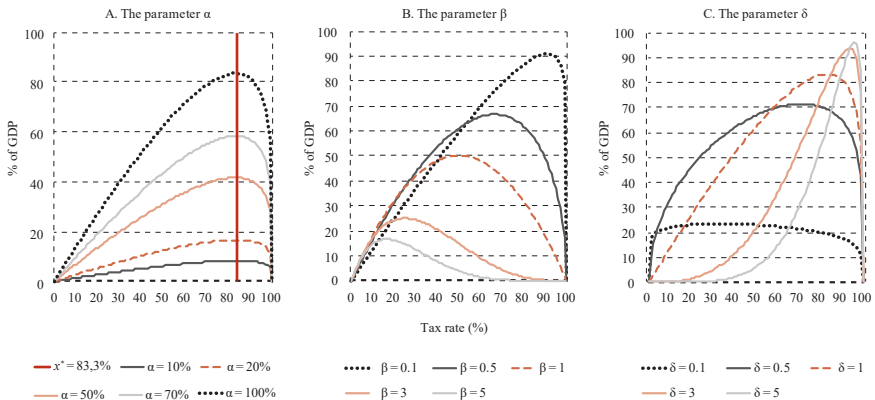 A. The parameter α
B. The parameter β
C. The parameter δ
% of GDP
100
80
60
40
20
0
0 10 20 30 40 50 60 70 80 90 100
% of GDP
100
90
80
70
60
50
40
30
20
10
0
0 10 20 30 40 50 60 70 80 90 100
% of GDP
100
90
80
70
60
50
40
30
20
10
0
0 10 20 30 40 50 60 70 80 90 100
Tax rate (%)
x* = 83,3% α = 10% α = 20%
α = 50% α = 70% α = 100%
β = 0.1 β = 0.5 β = 1
β = 3 β = 5
δ = 0.1 δ = 0.5 δ = 1
δ = 3 δ = 5